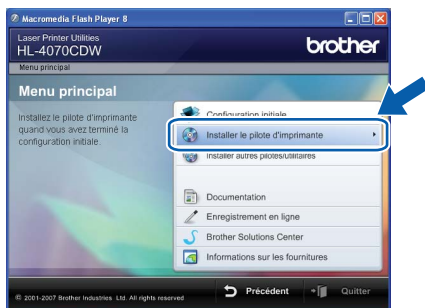 Macromedia Flash Player 8
Laser Printer Utilities
HL-4070CDW
brother
Menu principal
Menu principal
Installez le pilote d'imprimante
quand vous avez terminé la
configuration initiale.
Configuration initiale
Installer le pilote d'imprimante
Installer autres pilotes/utilitaires
Documentation
Enregistrement en ligne
Brother Solutions Center
Informations sur les fournitures
© 2001-2007 Brother Industries Ltd. All rights reserved
Précédent
Quitter